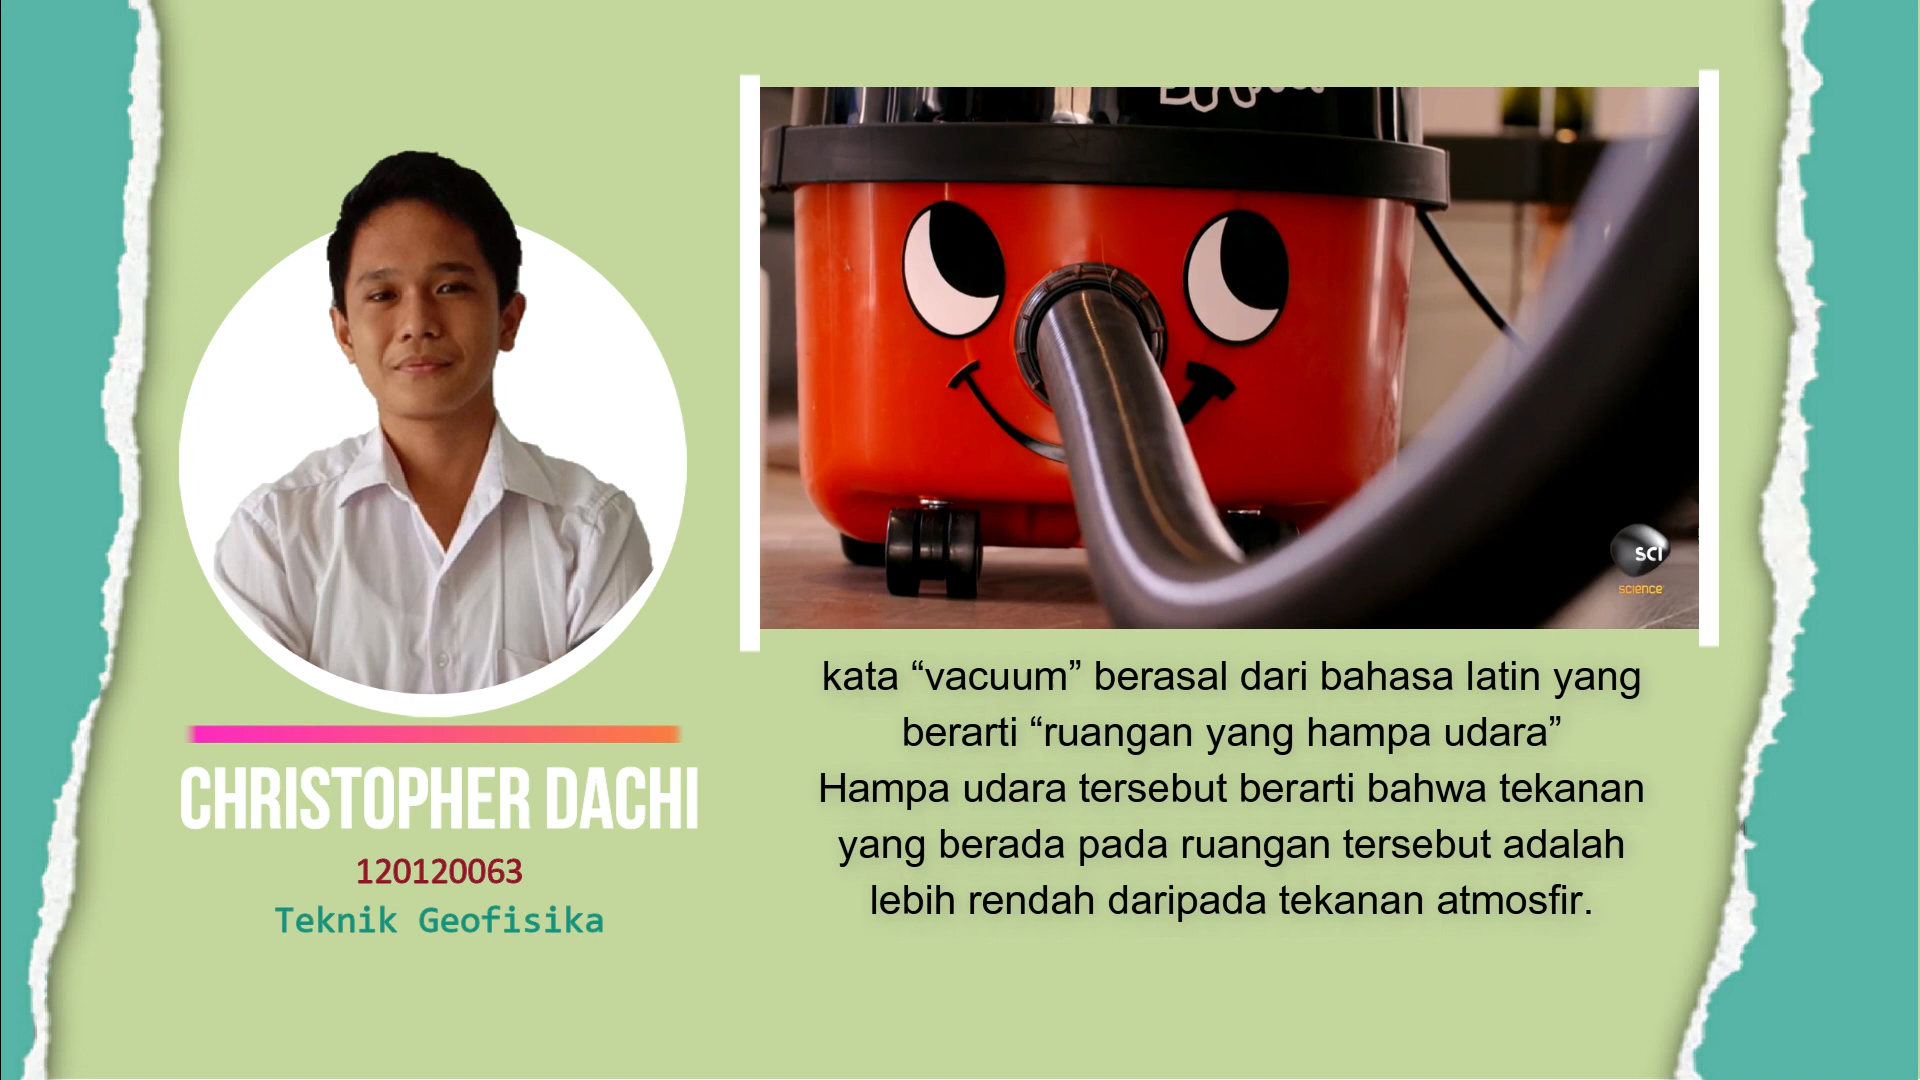 CHRISTOPHER DACHI
120120063
Teknik Geofisika
SCI
science
kata “vacuum” berasal dari bahasa latin yang
berarti “ruangan yang hampa udara”
Hampa udara tersebut berarti bahwa tekanan
yang berada pada ruangan tersebut adalah
lebih rendah daripada tekanan atmosfir.